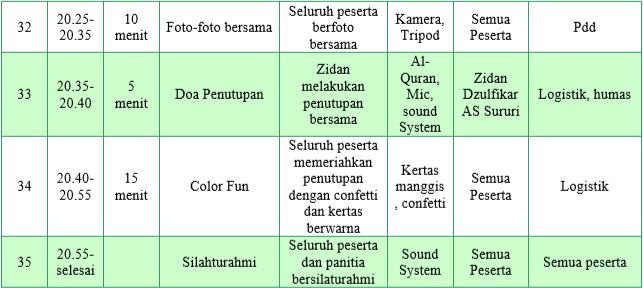 32 20.25-20.35 10 menit Foto-foto bersama Seluruh peserta berfoto bersama Kamera, Tripod Semua Peserta Pdd
33 20.35-20.40 5 menit Doa Penutupan Zidan melakukan penutupan bersama Al-Quran, Mic, sound System Zidan Dzulfikar AS Sururi Logistik, humas
34 20.40-20.55 15 menit Color Fun Seluruh peserta memeriahkan penutupan dengan confetti dan kertas berwarna Kertas manggis , confetti Semua Peserta Logistik
35 20.55-selesai Silahturahmi Seluruh peserta dan panitia bersilaturahmi Sound System Semua Peserta Semua peserta